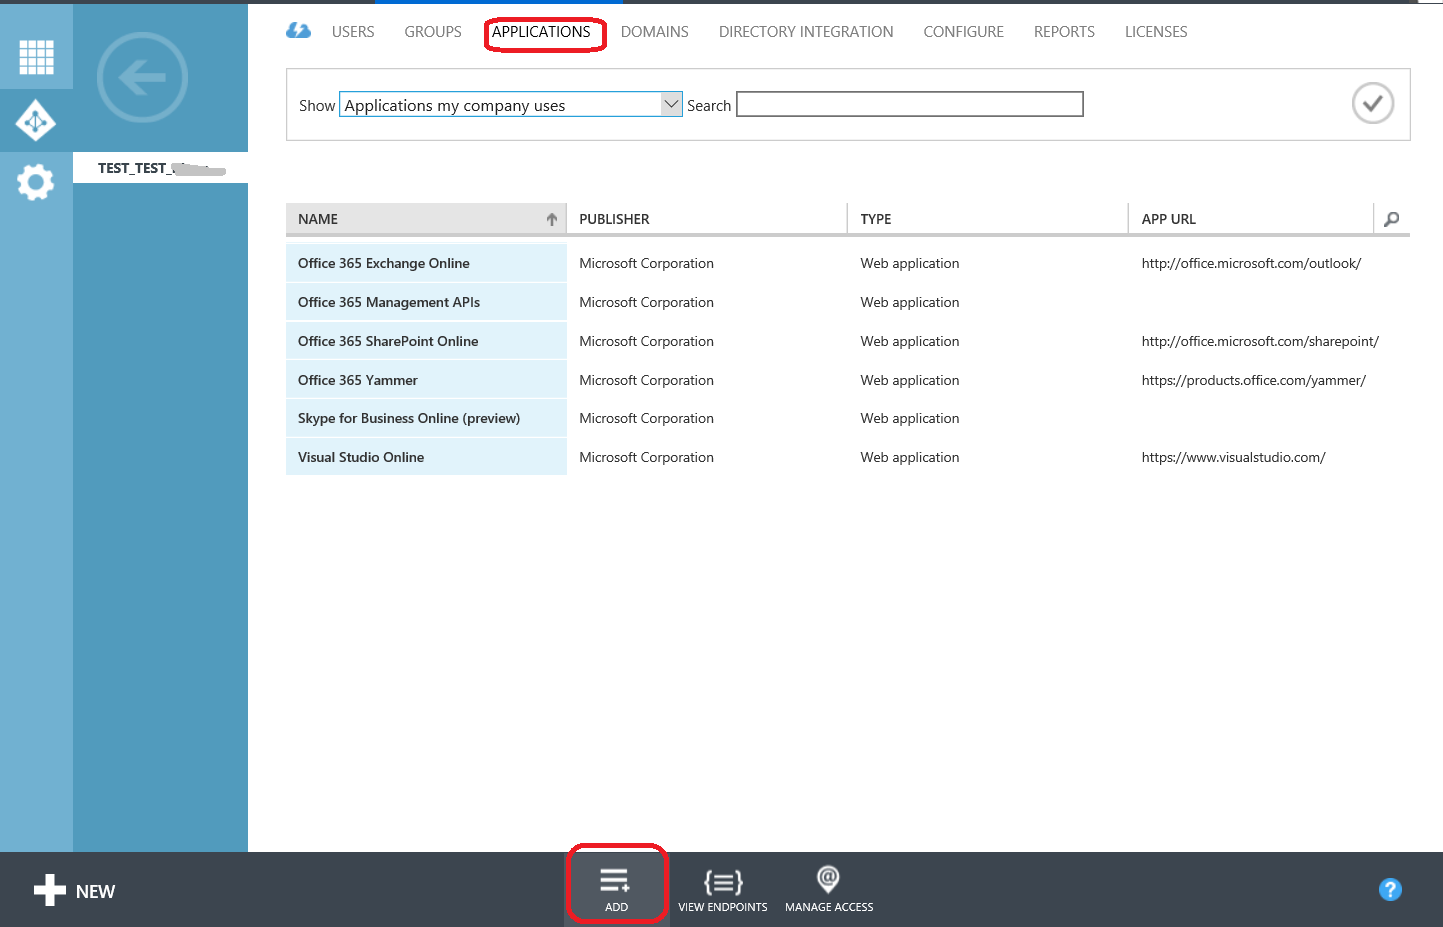 USERS GROUPS APPLICATIONS DOMAINS DIRECTORY INTEGRATION CONFIGURE REPORTS LICENSES
Show Applications my company uses Search
TEST_TEST_
NAME PUBLISHER TYPE APP URL
Office 365 Exchange Online Microsoft Corporation Web application http://office.microsoft.com/outlook/
Office 365 Management APIs Microsoft Corporation Web application
Office 365 SharePoint Online Microsoft Corporation Web application http://office.microsoft.com/sharepoint/
Office 365 Yammer Microsoft Corporation Web application https://products.office.com/yammer/
Skype for Business Online (preview) Microsoft Corporation Web application
Visual Studio Online Microsoft Corporation Web application https://www.visualstudio.com/
NEW
ADD VIEW ENDPOINTS MANAGE ACCESS
?